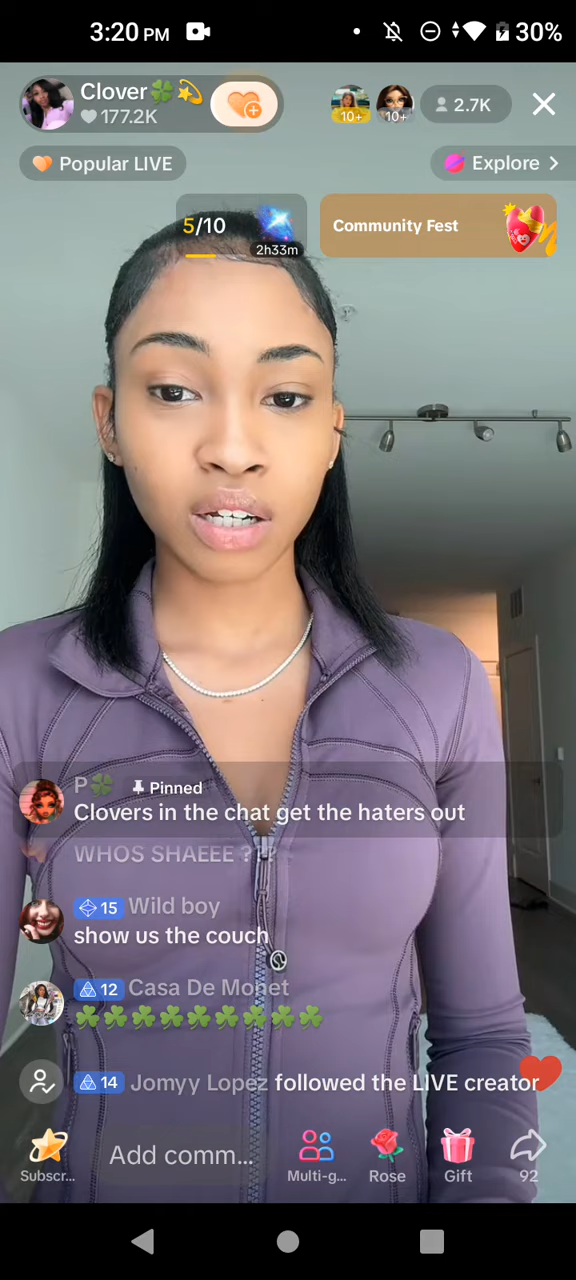 3:20 PM
30%
Clover🍀💫
177.2K
10+
10+
2.7K
Popular LIVE
Explore >
5/10
2h33m
Community Fest
P🍀 Pinned
Clovers in the chat get the haters out
WHOS SHAEEE ???
15 Wild boy
show us the couch
12 Casa De Monet
☘️☘️☘️☘️☘️☘️☘️☘️☘️
14 Jomyy Lopez followed the LIVE creator
Add comm...
Subscr...
Multi-g...
Rose
Gift
92